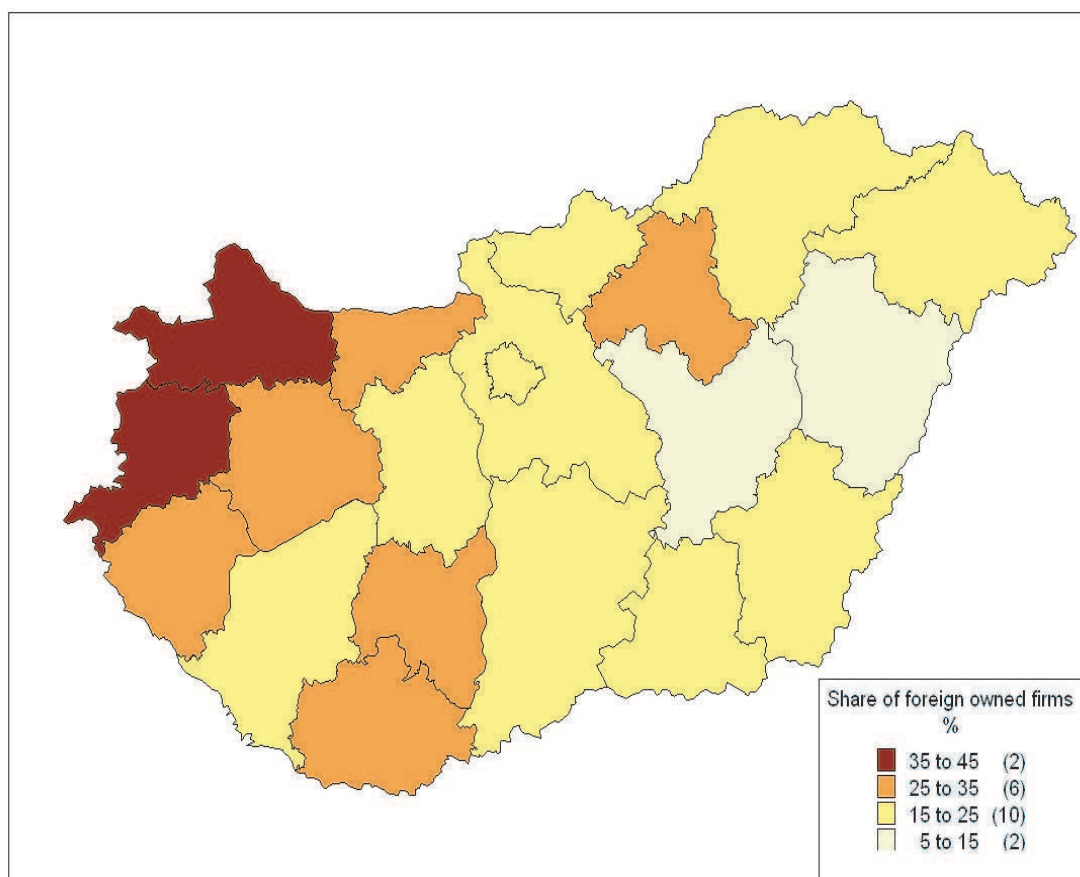 Share of foreign owned firms
%
35 to 45 (2)
25 to 35 (6)
15 to 25 (10)
5 to 15 (2)